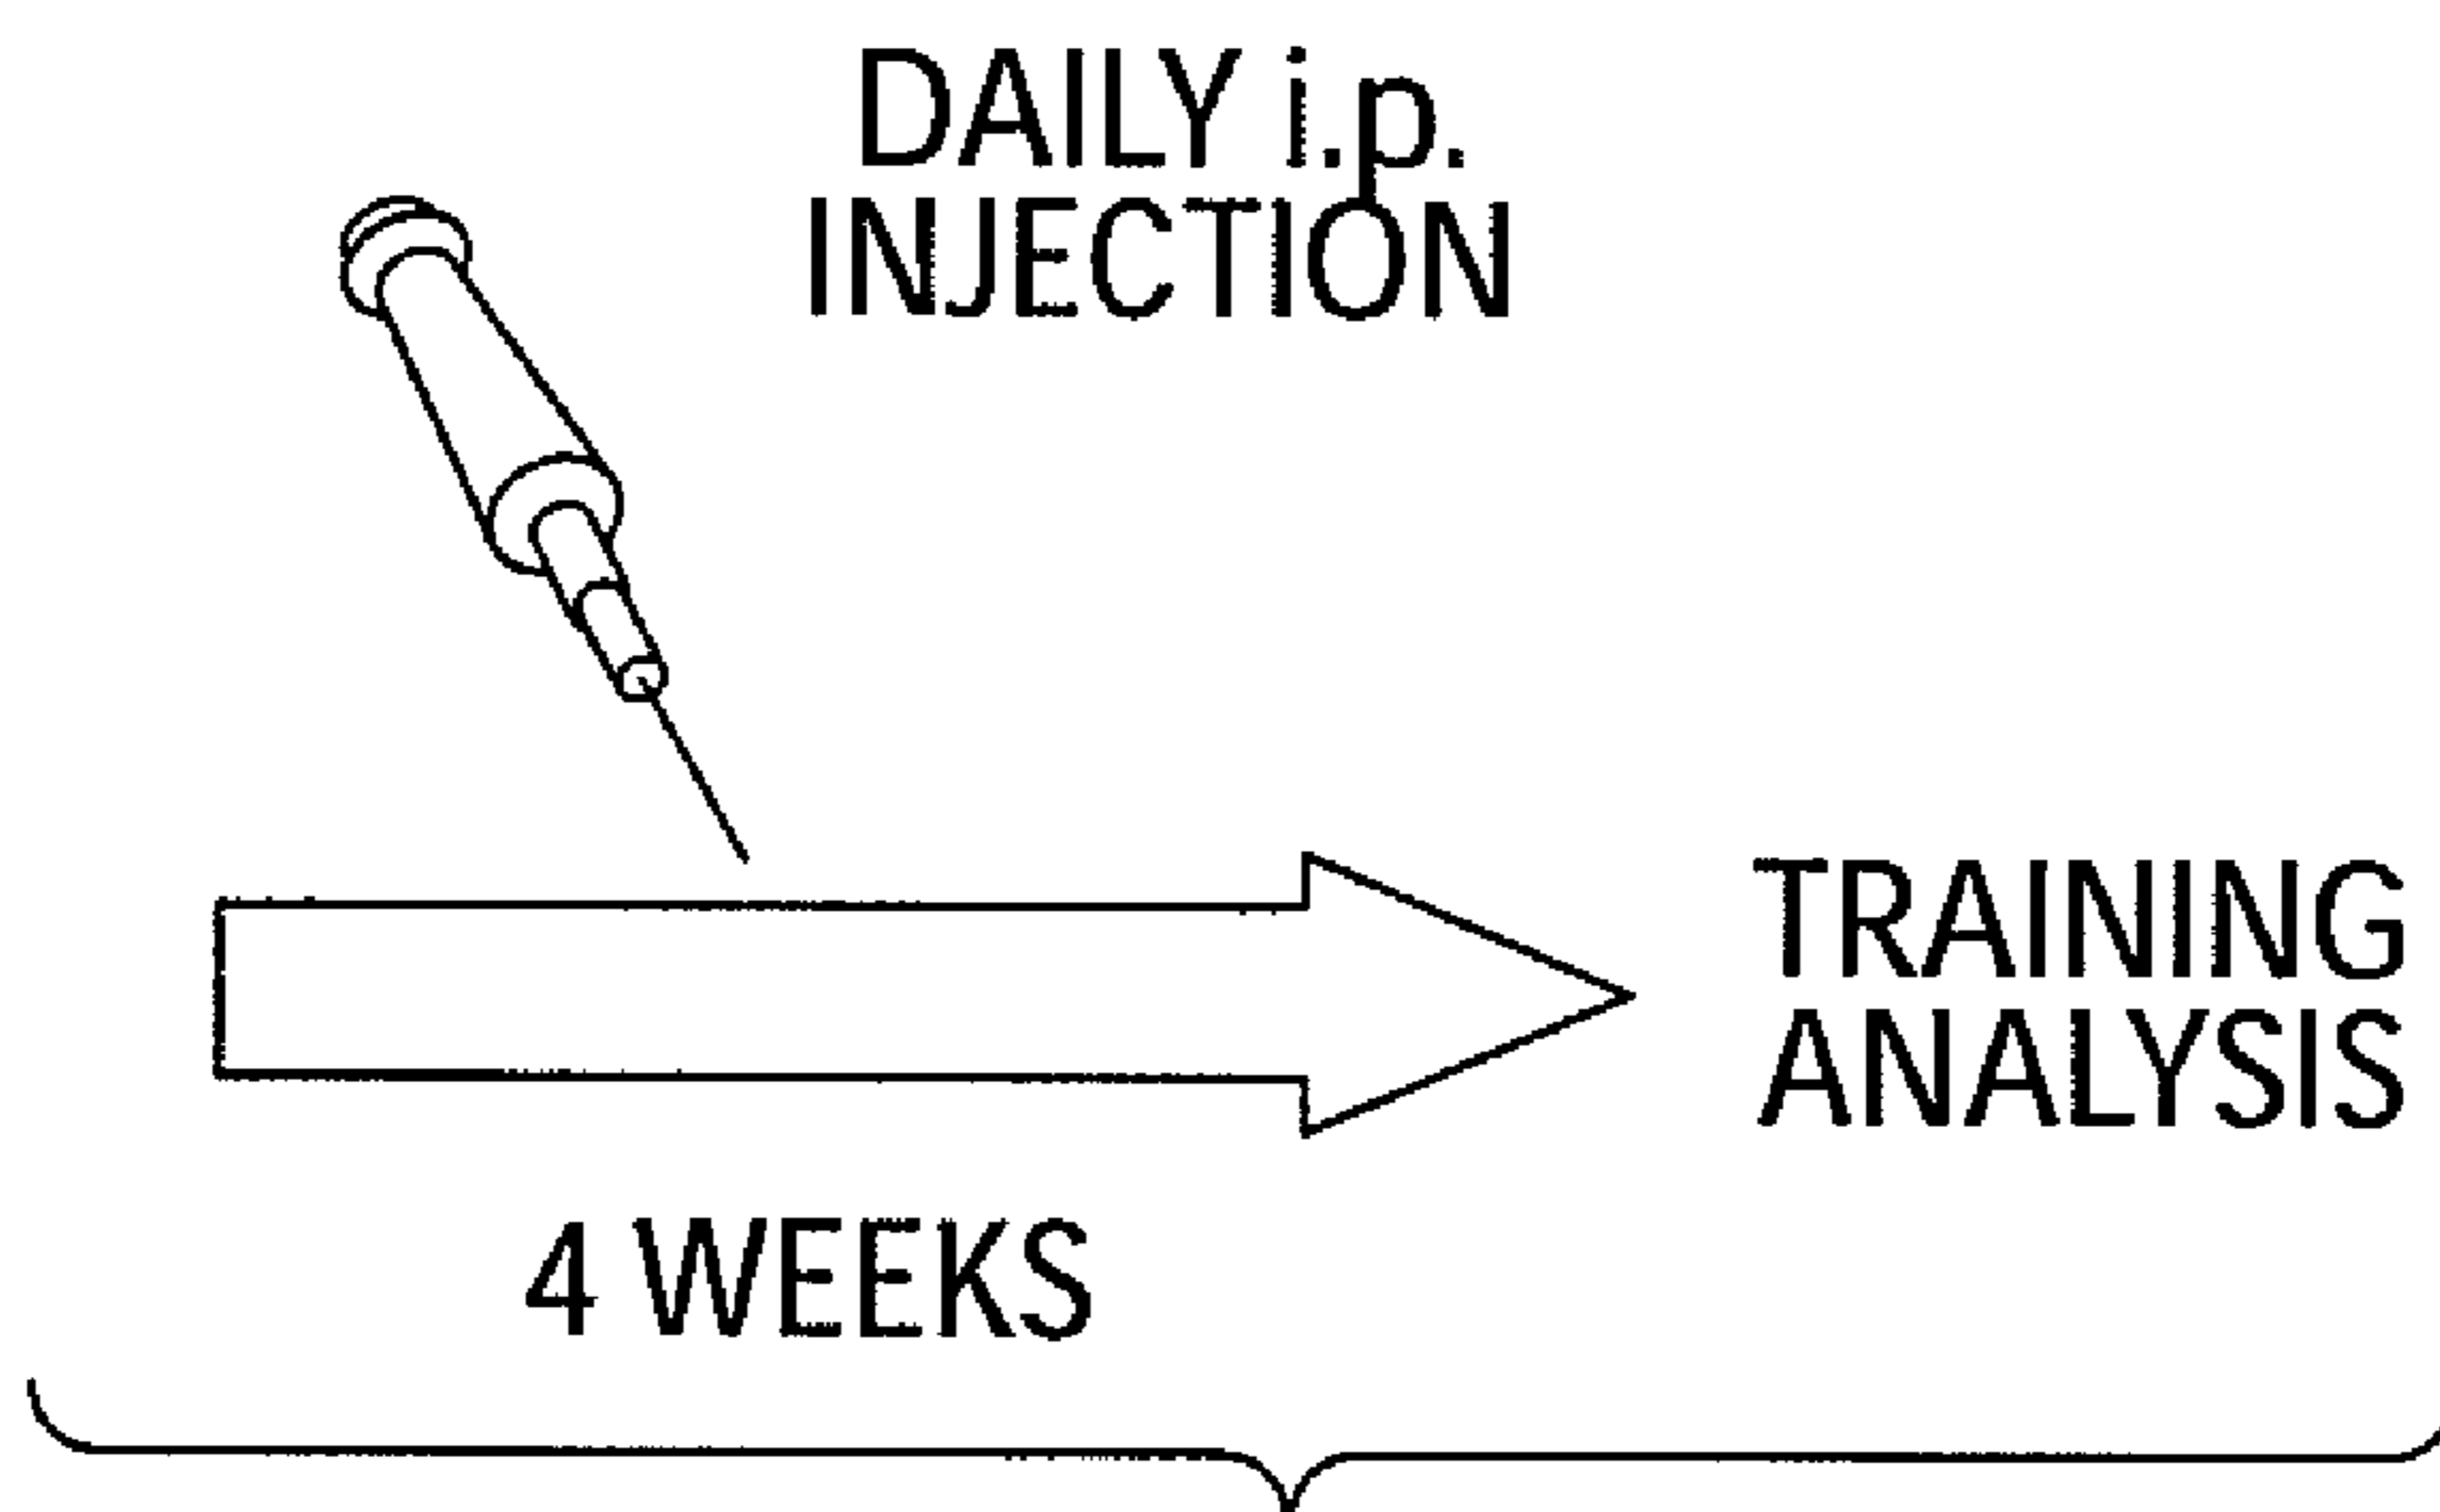 DAILY i.p.
INJECTION
TRAINING
ANALYSIS
4 WEEKS